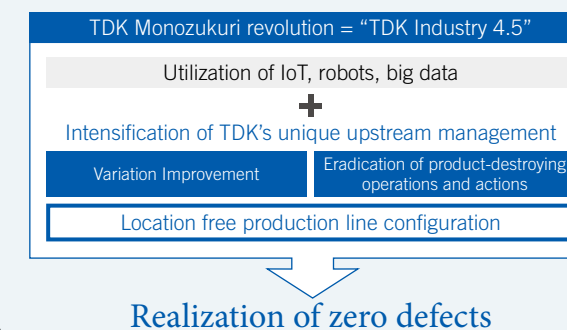 TDK Monozukuri revolution = “TDK Industry 4.5”
Utilization of IoT, robots, big data
+
Intensification of TDK’s unique upstream management
Variation Improvement
Eradication of product-destroying
operations and actions
Location free production line configuration
Realization of zero defects